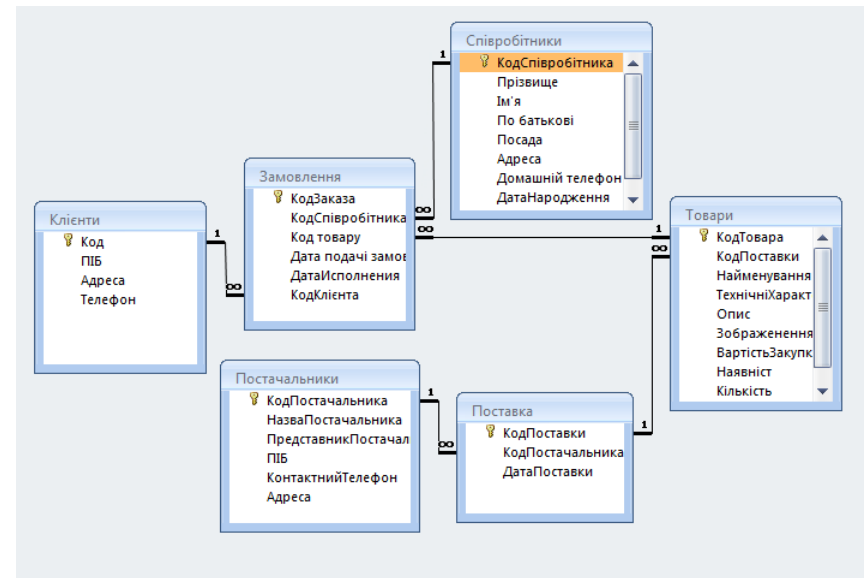 Співробітники
КодСпівробітника
Прізвище
Ім'я
По батькові
Посада
Адреса
Домашній телефон
ДатаНародження
Замовлення
КодЗаказа
КодСпівробітника
Код товару
Дата подачі замов
ДатаИсполнения
КодКлієнта
Клієнти
Код
ПІБ
Адреса
Телефон
Товари
КодТовара
КодПоставки
Найменування
ТехнічніХаракт
Опис
Зображенення
ВартістьЗакупк
Наявніст
Кількість
Постачальники
КодПостачальника
НазваПостачальника
ПредставникПостачал
ПІБ
КонтактнийТелефон
Адреса
Поставка
КодПоставки
КодПостачальника
ДатаПоставки
1
∞
1
∞
1
∞
1
∞
1
∞